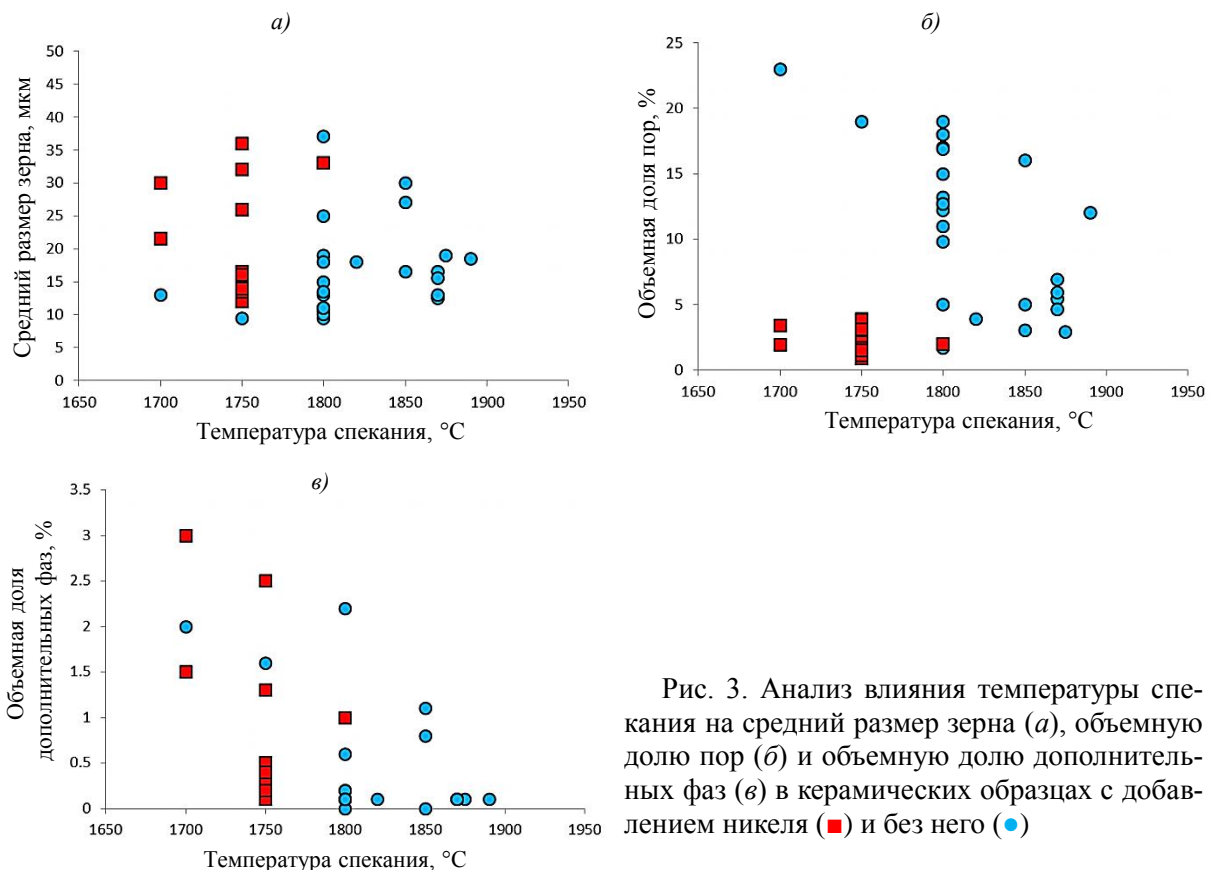 а)
50
45
40
35
30
25
20
15
10
5
0
Средний размер зерна, мкм
1650 1700 1750 1800 1850 1900 1950
Температура спекания, °С
б)
25
20
15
10
5
0
Объемная доля пор, %
1650 1700 1750 1800 1850 1900 1950
Температура спекания, °С
в)
3.5
3
2.5
2
1.5
1
0.5
0
Объемная доля
дополнительных фаз, %
1650 1700 1750 1800 1850 1900 1950
Температура спекания, °С
Рис. 3. Анализ влияния температуры спе-
кания на средний размер зерна (а), объемную
долю пор (б) и объемную долю дополнитель-
ных фаз (в) в керамических образцах с добав-
лением никеля (■) и без него (●)